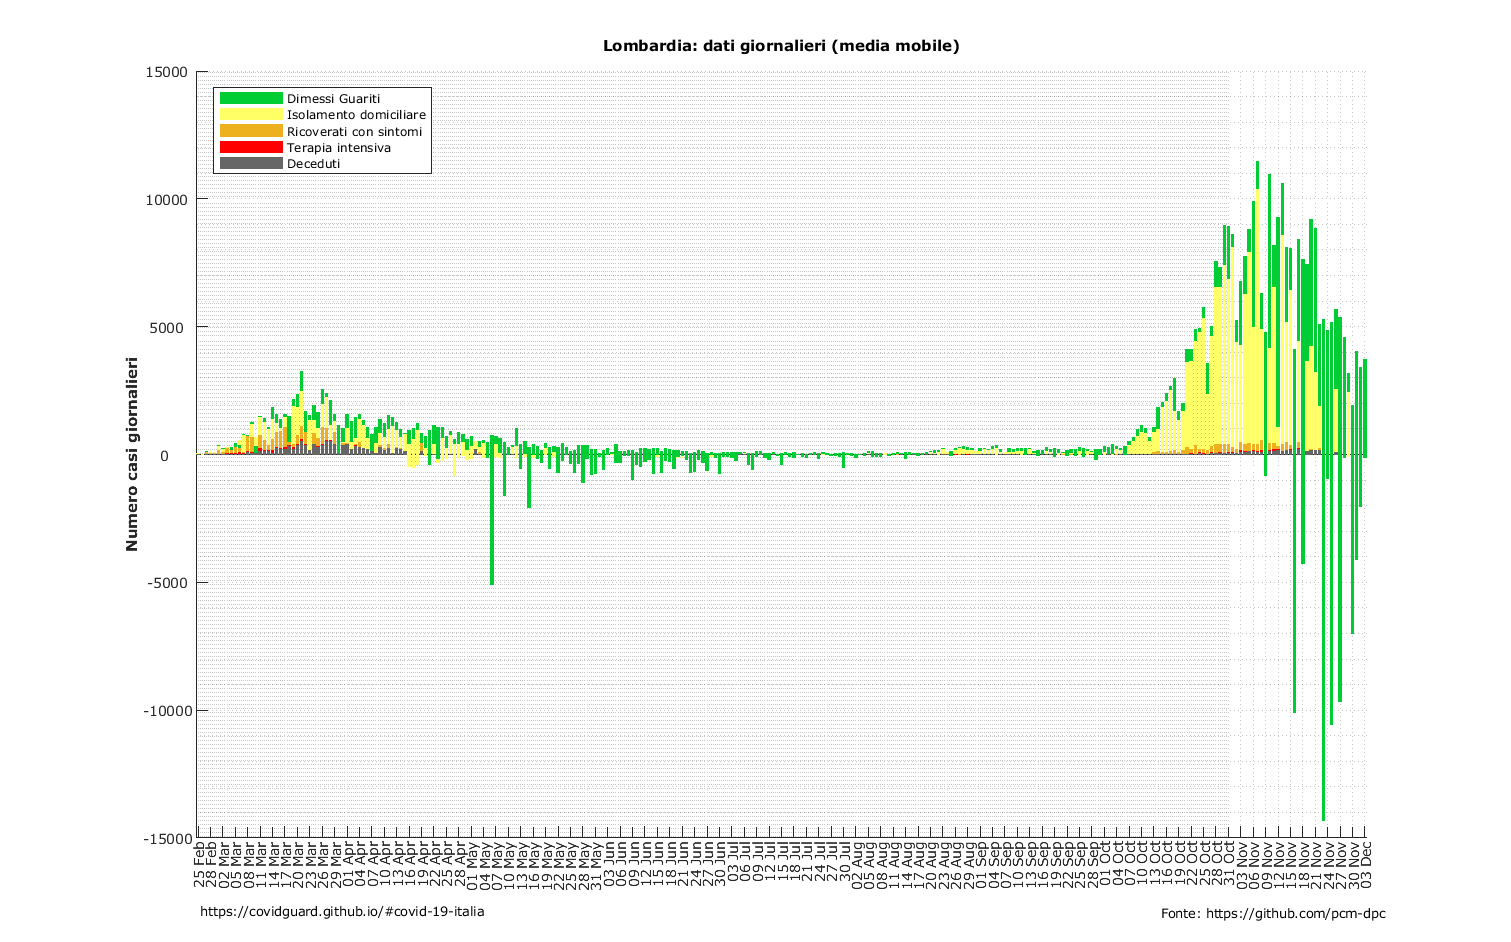 Lombardia: dati giornalieri (media mobile)
15000
10000
5000
0
-5000
-10000
-15000
Numero casi giornalieri
Dimessi Guariti
Isolamento domiciliare
Ricoverati con sintomi
Terapia intensiva
Deceduti
25 Feb
28 Feb
02 Mar
05 Mar
08 Mar
11 Mar
14 Mar
17 Mar
20 Mar
23 Mar
26 Mar
29 Mar
01 Apr
04 Apr
07 Apr
10 Apr
13 Apr
16 Apr
19 Apr
22 Apr
25 Apr
28 Apr
01 May
04 May
07 May
10 May
13 May
16 May
19 May
22 May
25 May
28 May
31 May
03 Jun
06 Jun
09 Jun
12 Jun
15 Jun
18 Jun
21 Jun
24 Jun
27 Jun
30 Jun
03 Jul
06 Jul
09 Jul
12 Jul
15 Jul
18 Jul
21 Jul
24 Jul
27 Jul
30 Jul
02 Aug
05 Aug
08 Aug
11 Aug
14 Aug
17 Aug
20 Aug
23 Aug
26 Aug
29 Aug
01 Sep
04 Sep
07 Sep
10 Sep
13 Sep
16 Sep
19 Sep
22 Sep
25 Sep
28 Sep
01 Oct
04 Oct
07 Oct
10 Oct
13 Oct
16 Oct
19 Oct
22 Oct
25 Oct
28 Oct
31 Oct
03 Nov
06 Nov
09 Nov
12 Nov
15 Nov
18 Nov
21 Nov
24 Nov
27 Nov
30 Nov
03 Dec
https://covidguard.github.io/#covid-19-italia
Fonte: https://github.com/pcm-dpc